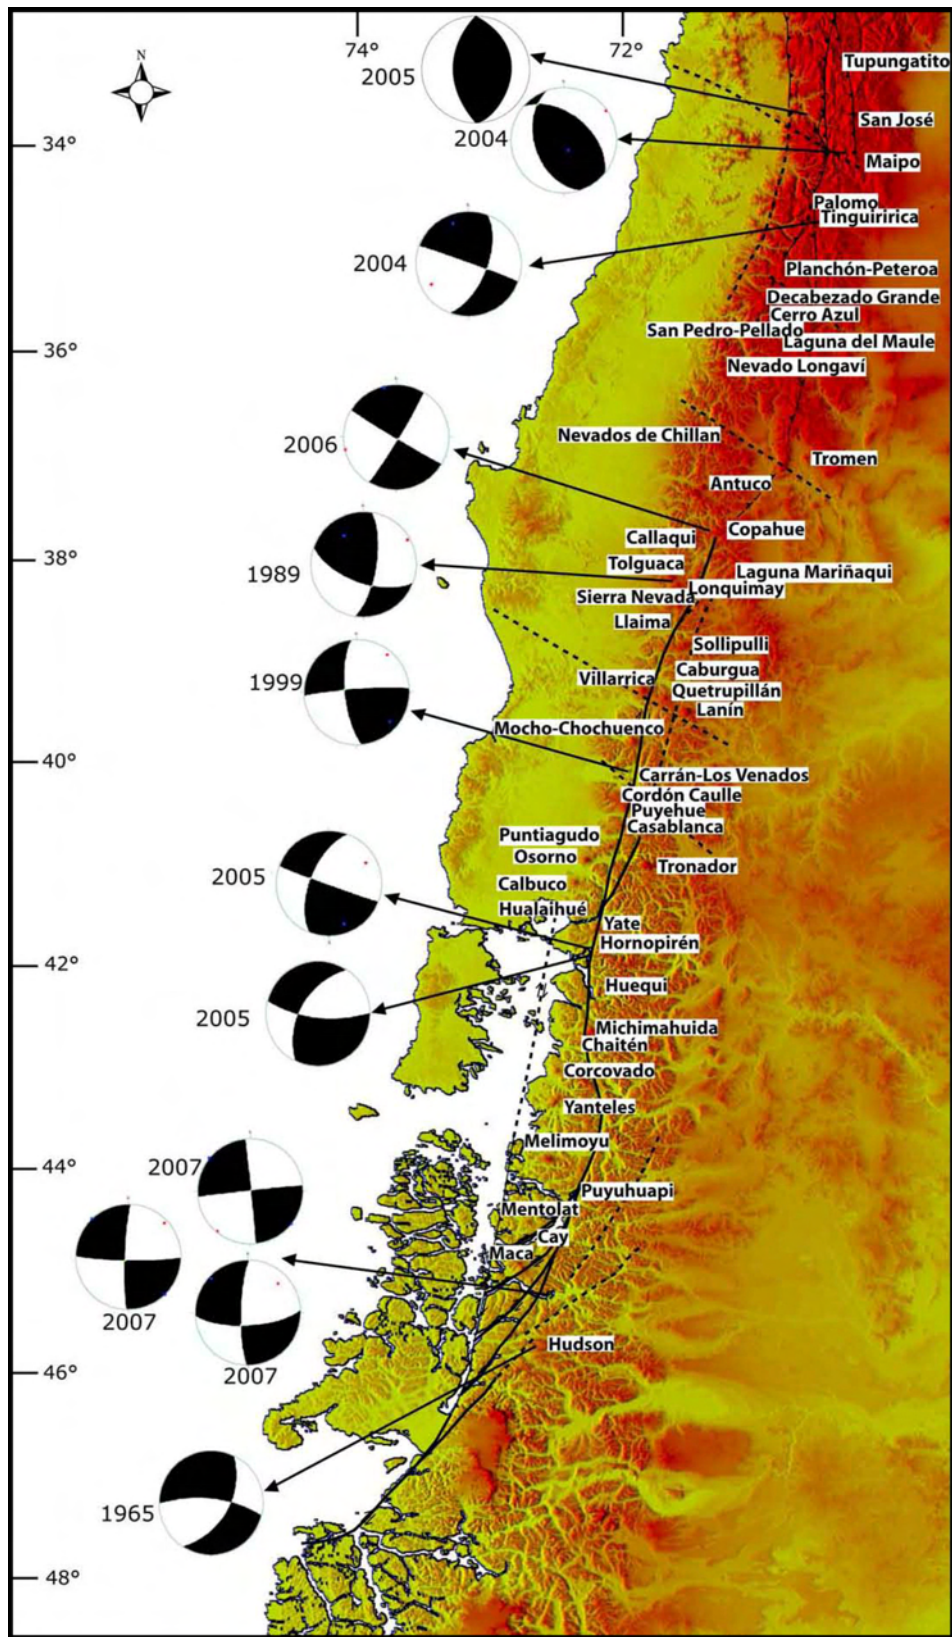 74°
72°
N
2005
Tupungatito
San José
2004
34°
Maipo
Palomo
Tinguiririca
2004
Planchón-Peteroa
Decabezado Grande
Cerro Azul
San Pedro-Pellado
Laguna del Maule
36°
Nevado Longaví
Nevados de Chillan
2006
Tromen
Antuco
Copahue
Callaqui
38°
Tolguaca
1989
Laguna Mariñaqui
Lonquimay
Sierra Nevada
Llaima
Sollipulli
Caburgua
Villarrica
1999
Quetrupillán
Lanín
Mocho-Chochuenco
40°
Carrán-Los Venados
Cordón Caulle
Puyehue
Casablanca
Puntiagudo
Osorno
Tronador
2005
Calbuco
Hualaihué
Yate
Hornopirén
42°
Huequi
2005
Michimahuida
Chaitén
Corcovado
Yanteles
Melimoyu
2007
44°
Puyuhuapi
Mentolat
Cay
Maca
2007
Hudson
2007
46°
1965
48°